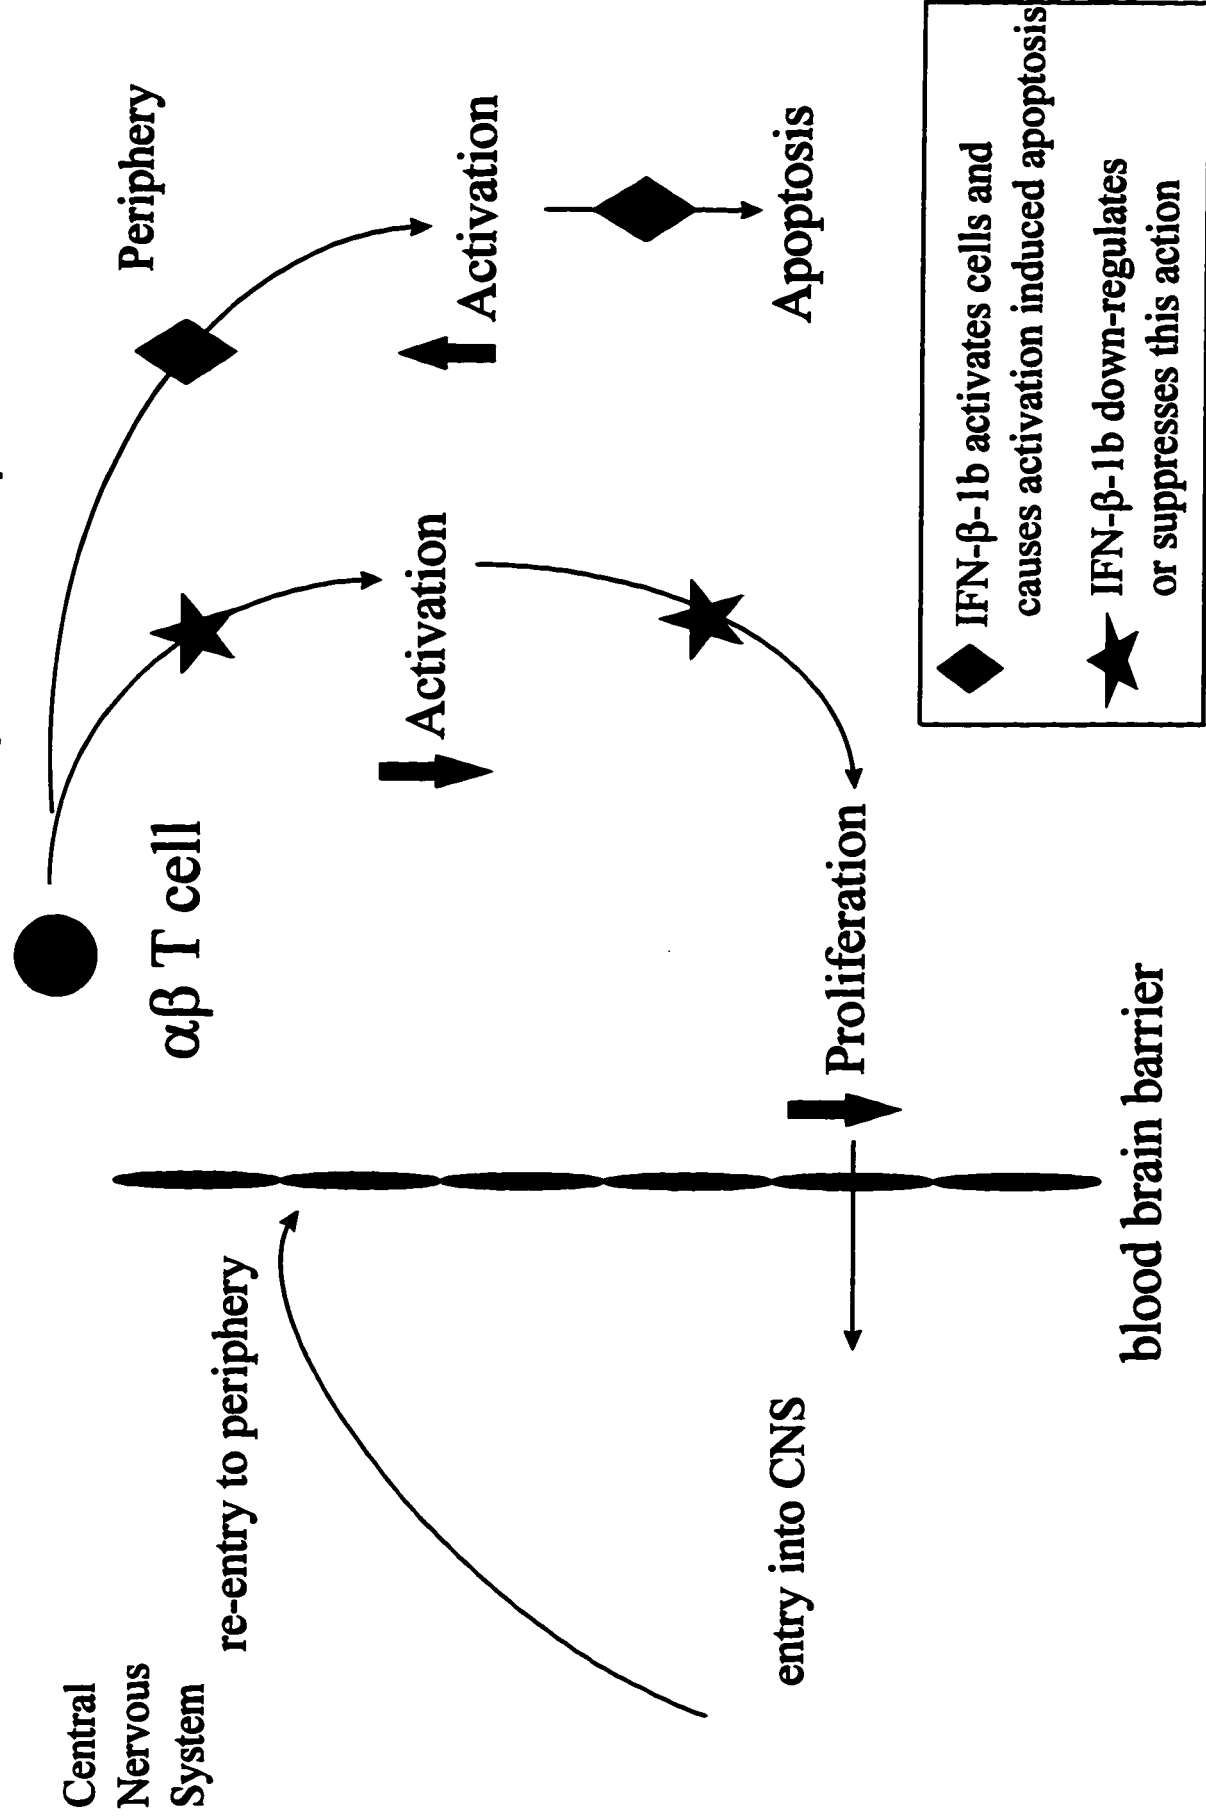 Central
Nervous
System
re-entry to periphery
entry into CNS
blood brain barrier
αβ T cell
Periphery
Activation
Activation
Proliferation
Apoptosis
IFN-β-1b activates cells and
causes activation induced apoptosis
IFN-β-1b down-regulates
or suppresses this action